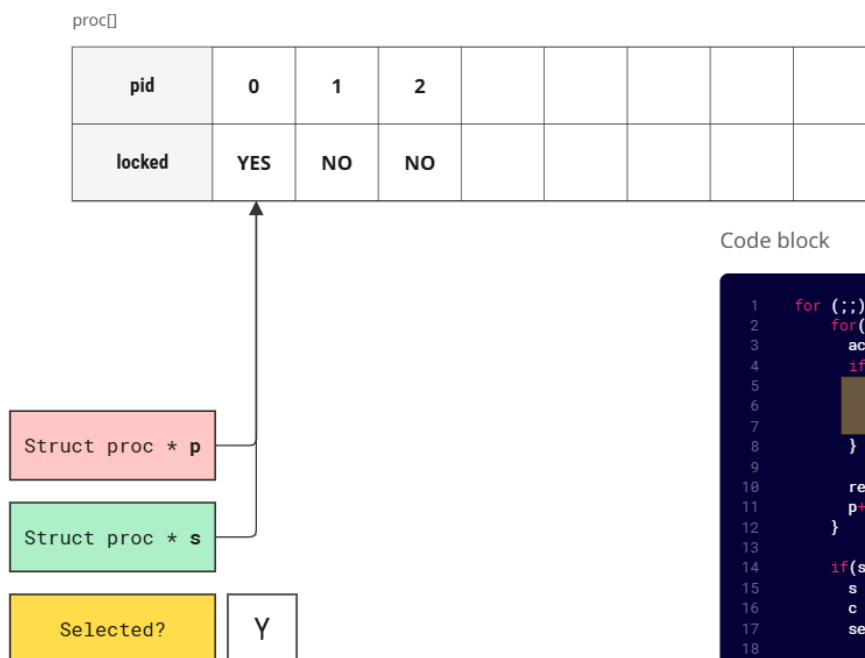 proc[]
pid 0 1 2
locked YES NO NO
Code block
1 for (;;)
2 for(
3 ac
4 if
5
6
7
8 }
9
10 re
11 p+
12 }
13
14 if(s
15 s
16 c
17 se
18
Struct proc * p
Struct proc * s
Selected? Y